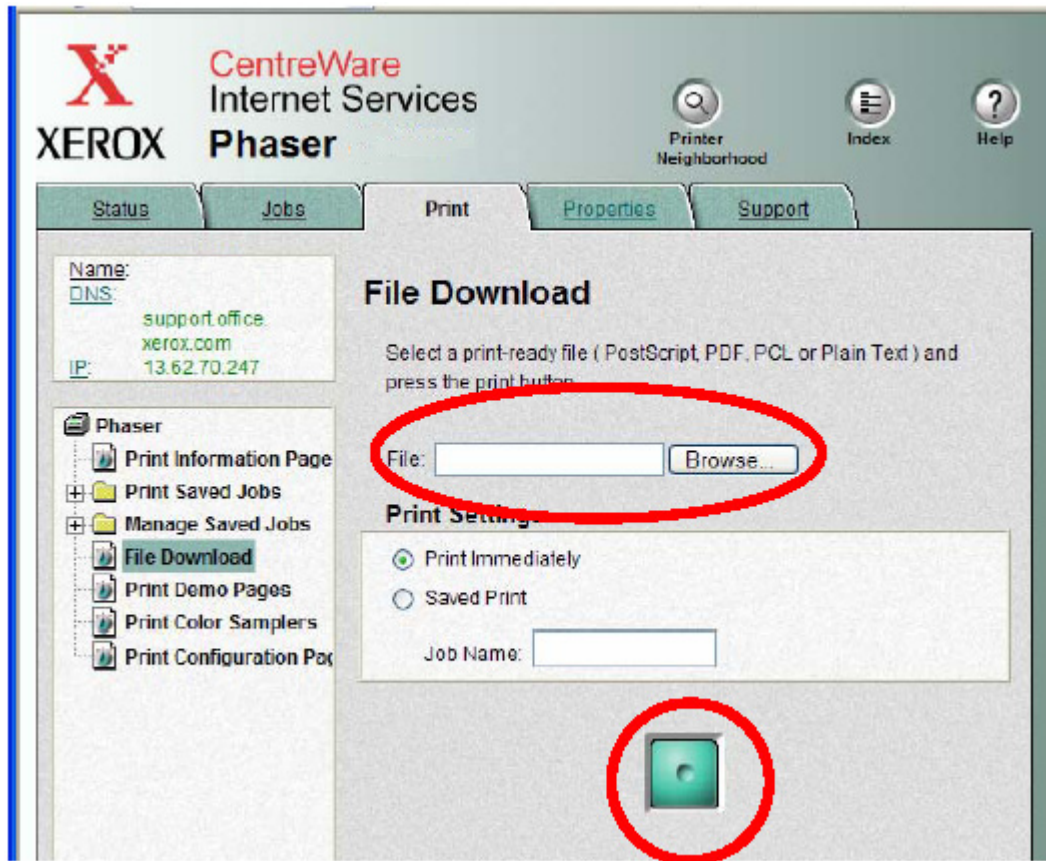 CentreWare
Internet Services
XEROX Phaser
Printer
Neighborhood
Index
Help
Status
Jobs
Print
Properties
Support
Name:
DNS:
support.office.
xerox.com
IP: 13.62.70.247
Phaser
Print Information Page
Print Saved Jobs
Manage Saved Jobs
File Download
Print Demo Pages
Print Color Samplers
Print Configuration Pag
File Download
Select a print-ready file ( PostScript, PDF, PCL or Plain Text ) and
press the print button.
File:
Browse...
Print Settings
Print Immediately
Saved Print
Job Name: